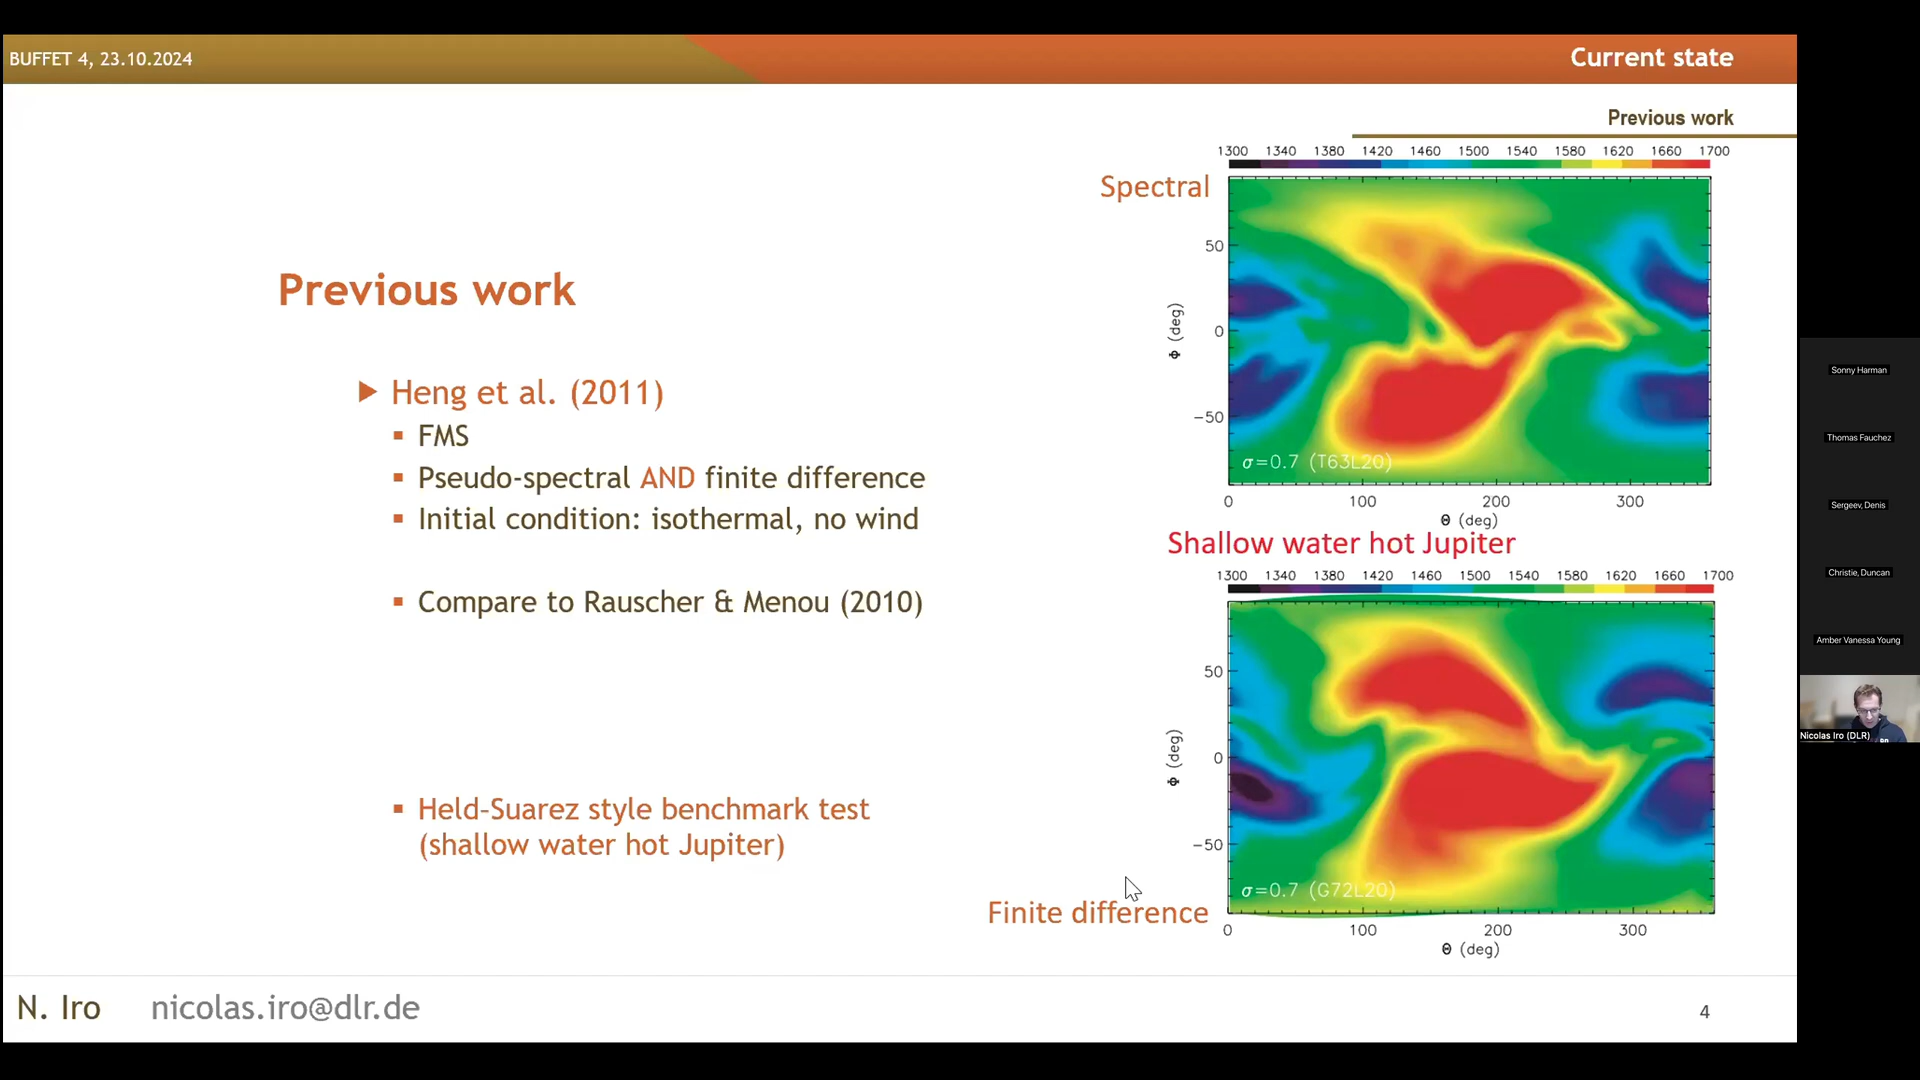 BUFFET 4, 23.10.2024
Current state
Previous work
Previous work
▶ Heng et al. (2011)
▪ FMS
▪ Pseudo-spectral AND finite difference
▪ Initial condition: isothermal, no wind
▪ Compare to Rauscher & Menou (2010)
▪ Held-Suarez style benchmark test
(shallow water hot Jupiter)
Spectral
1300 1340 1380 1420 1460 1500 1540 1580 1620 1660 1700
50
0
−50
Φ (deg)
σ=0.7 (T63L20)
0 100 200 300
Θ (deg)
Shallow water hot Jupiter
1300 1340 1380 1420 1460 1500 1540 1580 1620 1660 1700
50
0
−50
Φ (deg)
σ=0.7 (G72L20)
Finite difference
0 100 200 300
Θ (deg)
N. Iro nicolas.iro@dlr.de
4
Sonny Harman
Thomas Fauchez
Sergeev, Denis
Christie, Duncan
Amber Vanessa Young
Nicolas Iro (DLR)